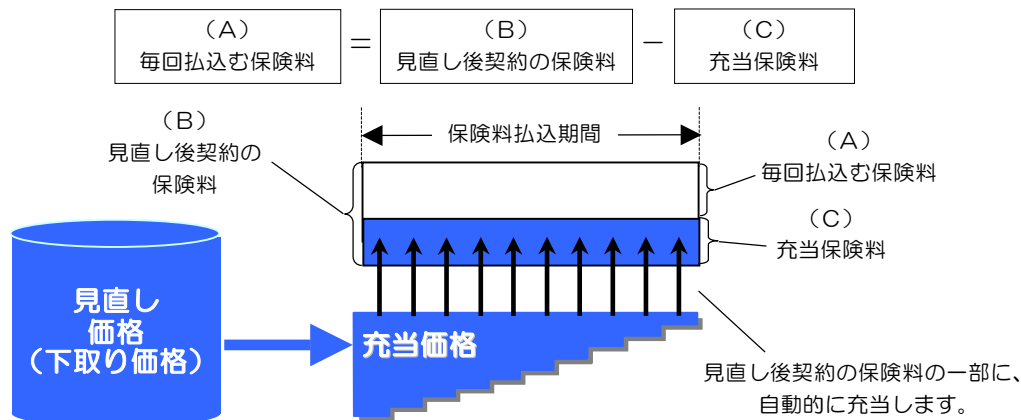 （A）
毎回払込む保険料
＝
（B）
見直し後契約の保険料
－
（C）
充当保険料
（B）
見直し後契約の
保険料
保険料払込期間
（A）
毎回払込む保険料
（C）
充当保険料
見直し
価格
（下取り価格）
充当価格
見直し後契約の保険料の一部に、
自動的に充当します。